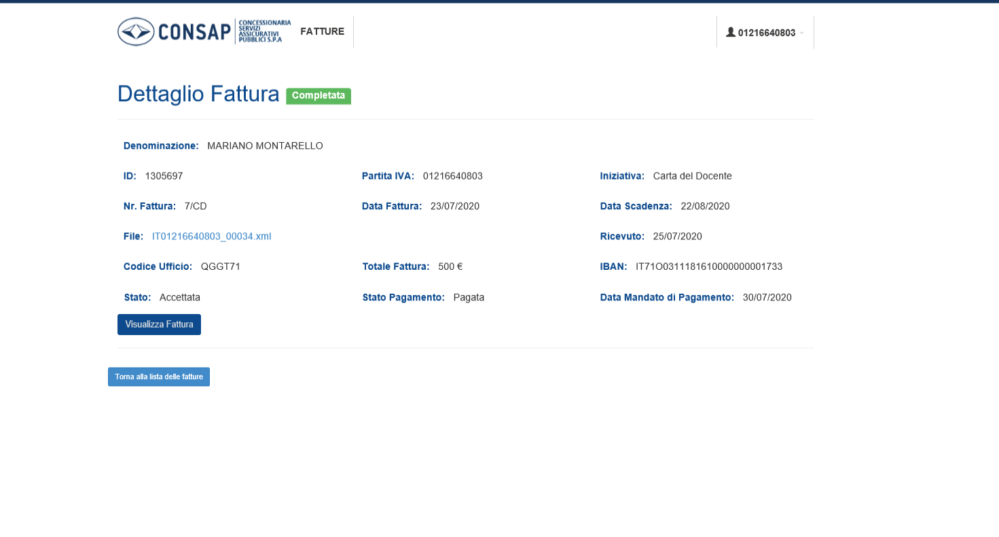 CONSAP
CONCESSIONARIA
SERVIZI
ASSICURATIVI
PUBBLICI S.P.A
FATTURE
01216640803
Dettaglio Fattura Completata
Denominazione: MARIANO MONTARELLO
ID: 1305697 Partita IVA: 01216640803 Iniziativa: Carta del Docente
Nr. Fattura: 7/CD Data Fattura: 23/07/2020 Data Scadenza: 22/08/2020
File: IT01216640803_00034.xml Ricevuto: 25/07/2020
Codice Ufficio: QGGT71 Totale Fattura: 500 € IBAN: IT71O0311181610000000001733
Stato: Accettata Stato Pagamento: Pagata Data Mandato di Pagamento: 30/07/2020
Visualizza Fattura
Torna alla lista delle fatture